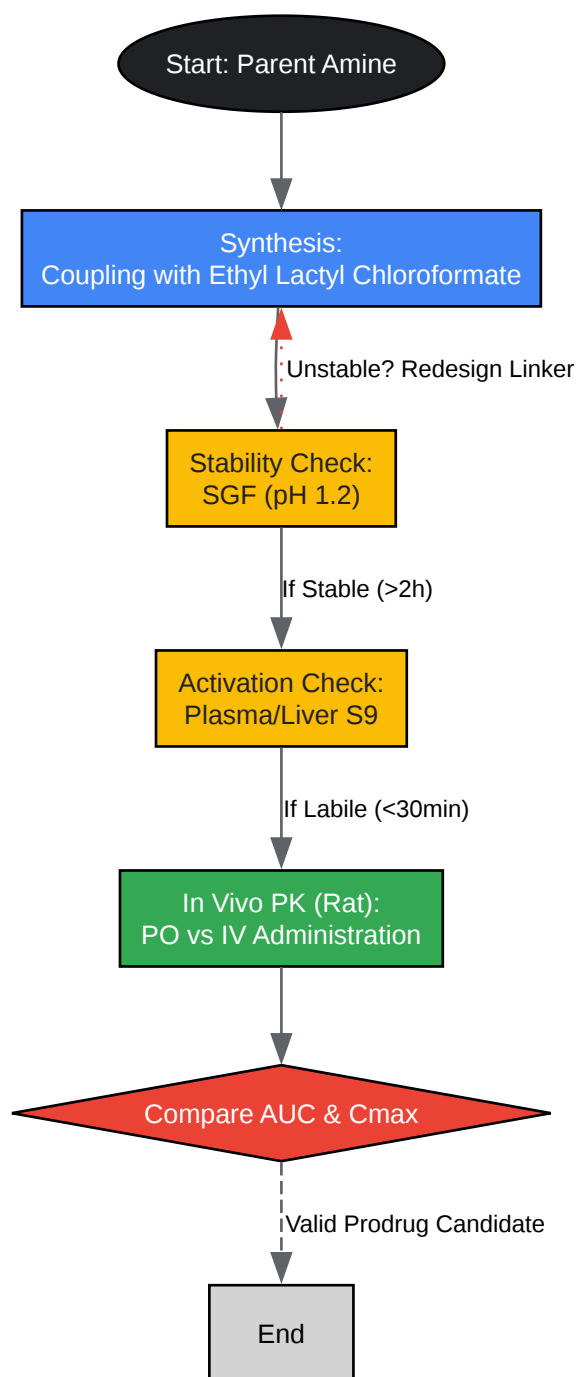 Start: Parent Amine
Synthesis:
Coupling with Ethyl Lactyl Chloroformate
Unstable? Redesign Linker
Stability Check:
SGF (pH 1.2)
If Stable (>2h)
Activation Check:
Plasma/Liver S9
If Labile (<30min)
In Vivo PK (Rat):
PO vs IV Administration
Compare AUC & Cmax
Valid Prodrug Candidate
End